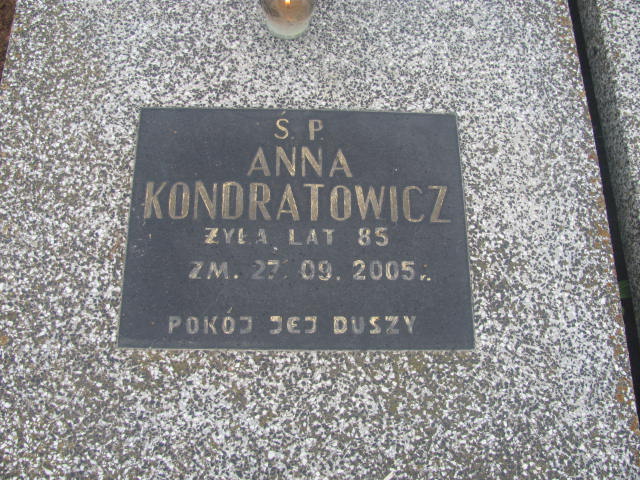 Ś. P.
ANNA
KONDRATOWICZ
ŻYŁA LAT 85
ZM. 27. 09. 2005r.
POKÓJ JEJ DUSZY